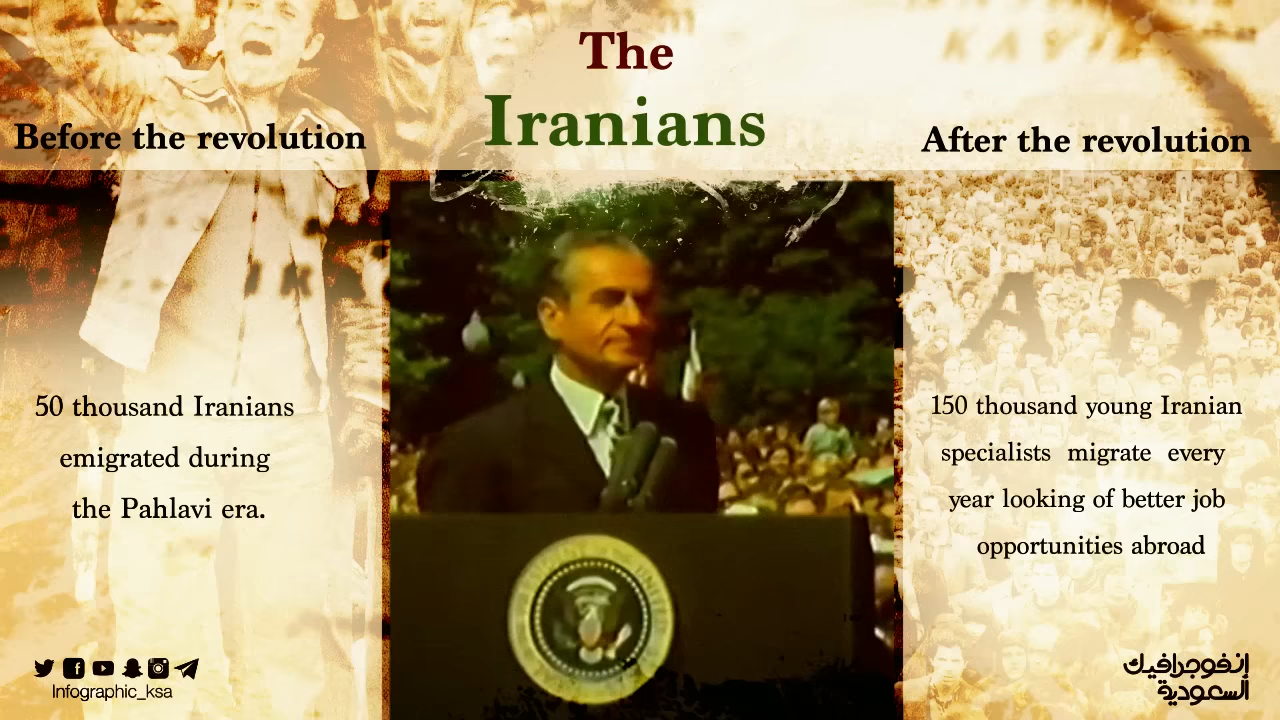 The
Iranians
Before the revolution
After the revolution
50 thousand Iranians
emigrated during
the Pahlavi era.
150 thousand young Iranian
specialists migrate every
year looking of better job
opportunities abroad
Infographic_ksa
إنفوجرافيك
السعودية